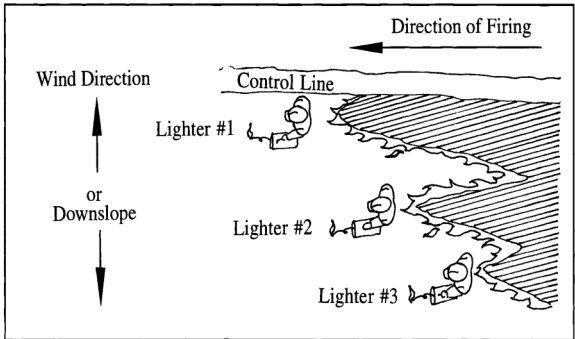 Direction of Firing
Wind Direction
Control Line
Lighter #1
or
Downslope
Lighter #2
Lighter #3